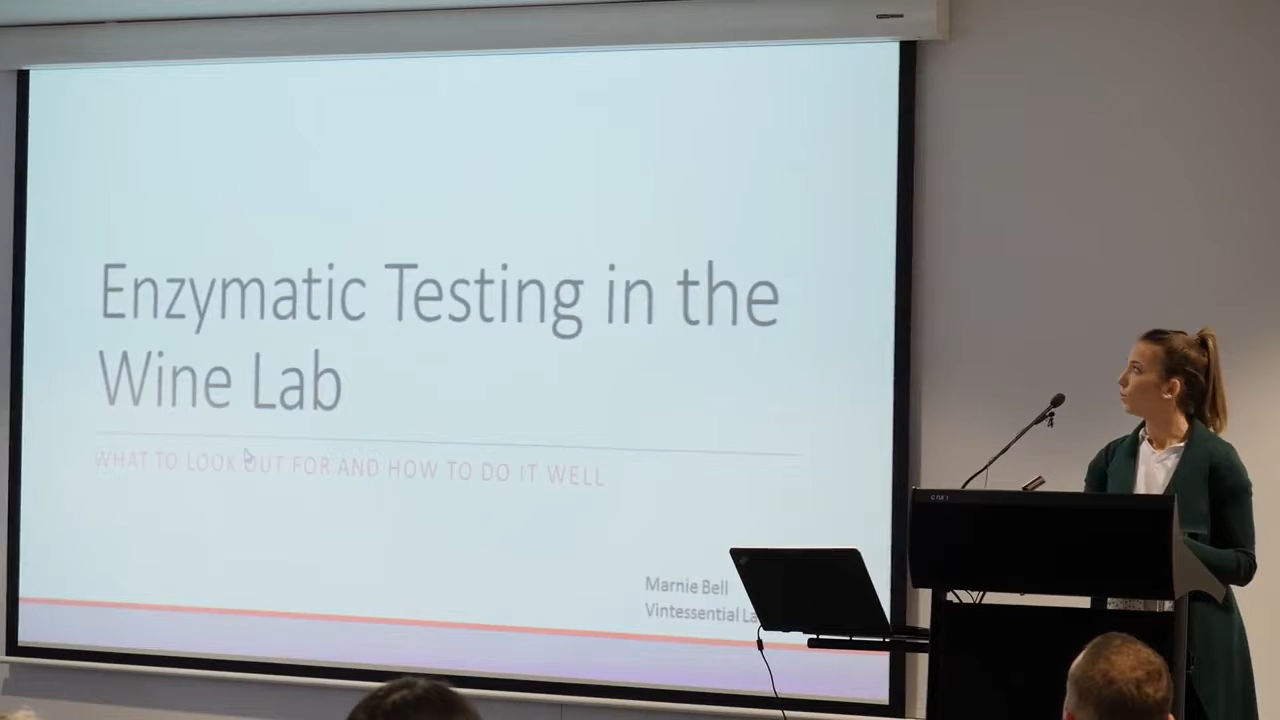 Enzymatic Testing in the
Wine Lab
WHAT TO LOOK OUT FOR AND HOW TO DO IT WELL
Marnie Bell
Vintessential